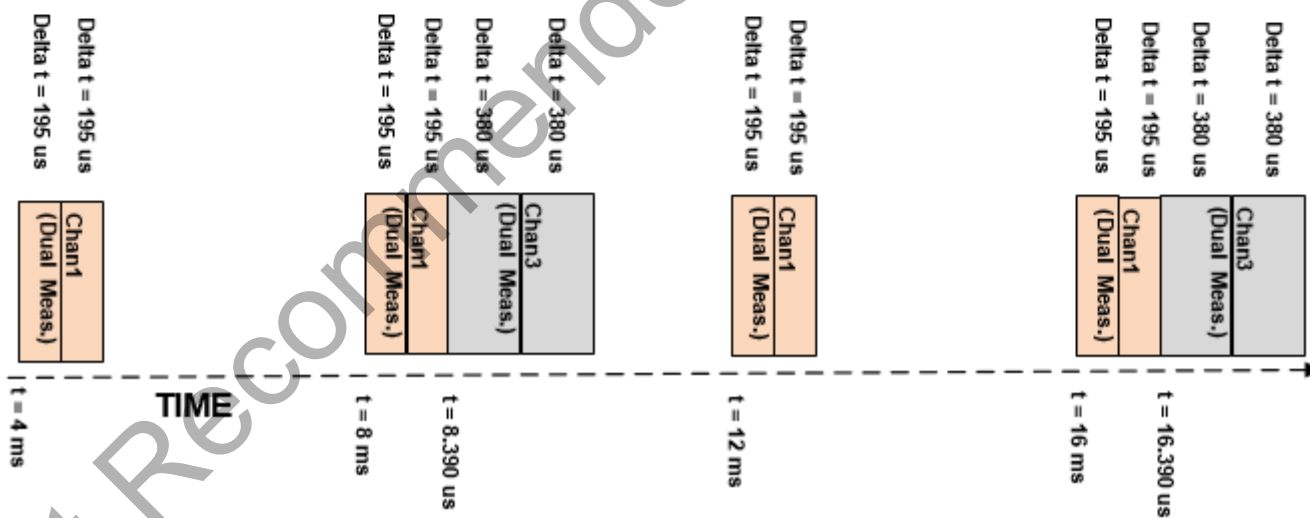 Delta t = 195 us
Delta t = 195 us
Delta t = 195 us
Delta t = 195 us
Delta t = 380 us
Delta t = 380 us
Delta t = 195 us
Delta t = 195 us
Delta t = 195 us
Delta t = 195 us
Delta t = 380 us
Delta t = 380 us
Chan1
(Dual Meas.)
Chan1
(Dual Meas.)
Chan3
(Dual Meas.)
Chan1
(Dual Meas.)
Chan1
(Dual Meas.)
Chan3
(Dual Meas.)
TIME
t = 4 ms
t = 8 ms
t = 8.390 us
t = 12 ms
t = 16 ms
t = 16.390 us
Recommende